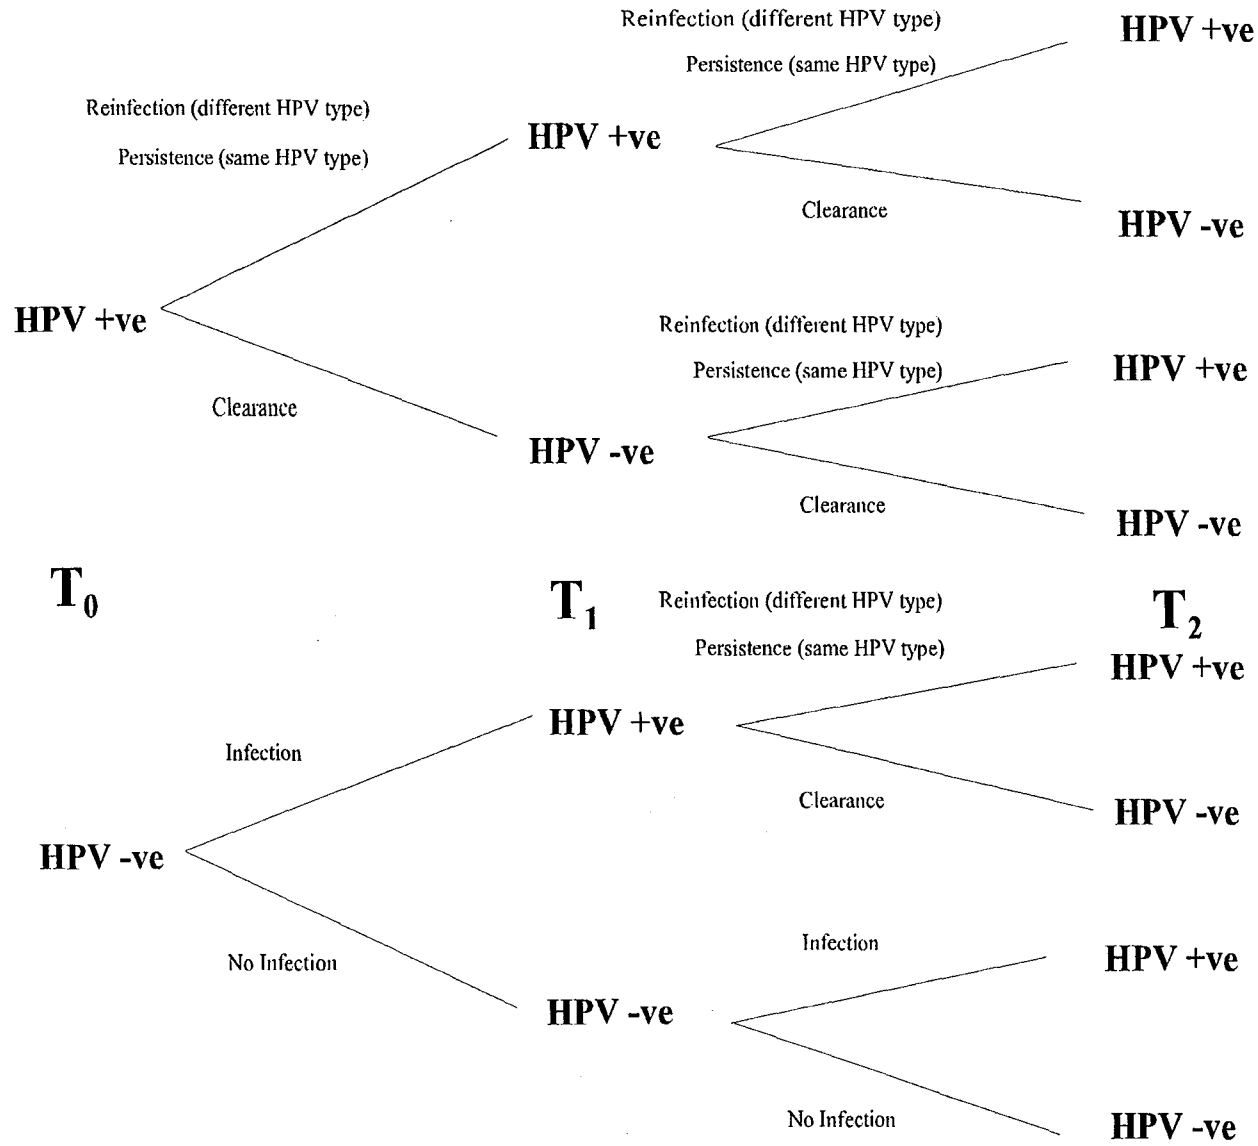 Reinfection (different HPV type)
HPV +ve
Persistence (same HPV type)
Reinfection (different HPV type)
HPV +ve
Persistence (same HPV type)
Clearance
HPV -ve
HPV +ve
Reinfection (different HPV type)
Persistence (same HPV type)
HPV +ve
Clearance
HPV -ve
Clearance
HPV -ve
T0
T1
Reinfection (different HPV type)
T2
Persistence (same HPV type)
HPV +ve
HPV +ve
Infection
Clearance
HPV -ve
HPV -ve
Infection
HPV +ve
No Infection
HPV -ve
No Infection
HPV -ve